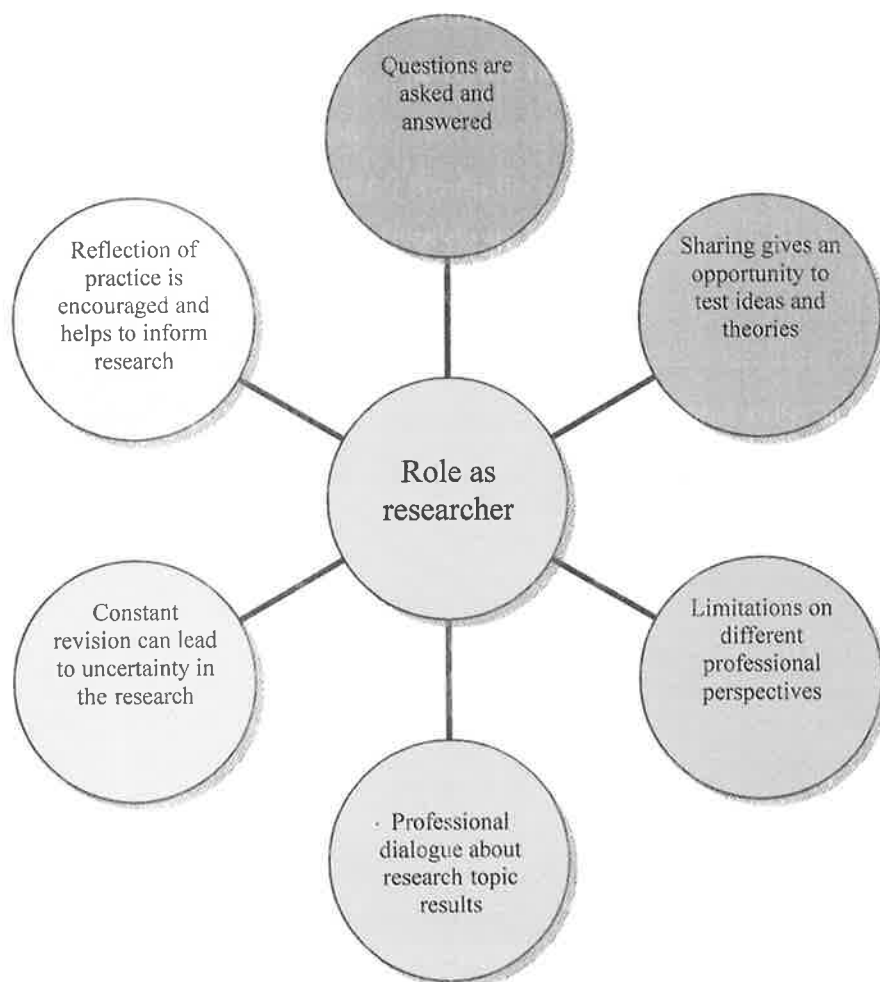 Questions are
asked and
answered
Sharing gives an
opportunity to
test ideas and
theories
Limitations on
different
professional
perspectives
Professional
dialogue about
research topic
results
Constant
revision can lead
to uncertainty in
the research
Reflection of
practice is
encouraged and
helps to inform
research
Role as
researcher